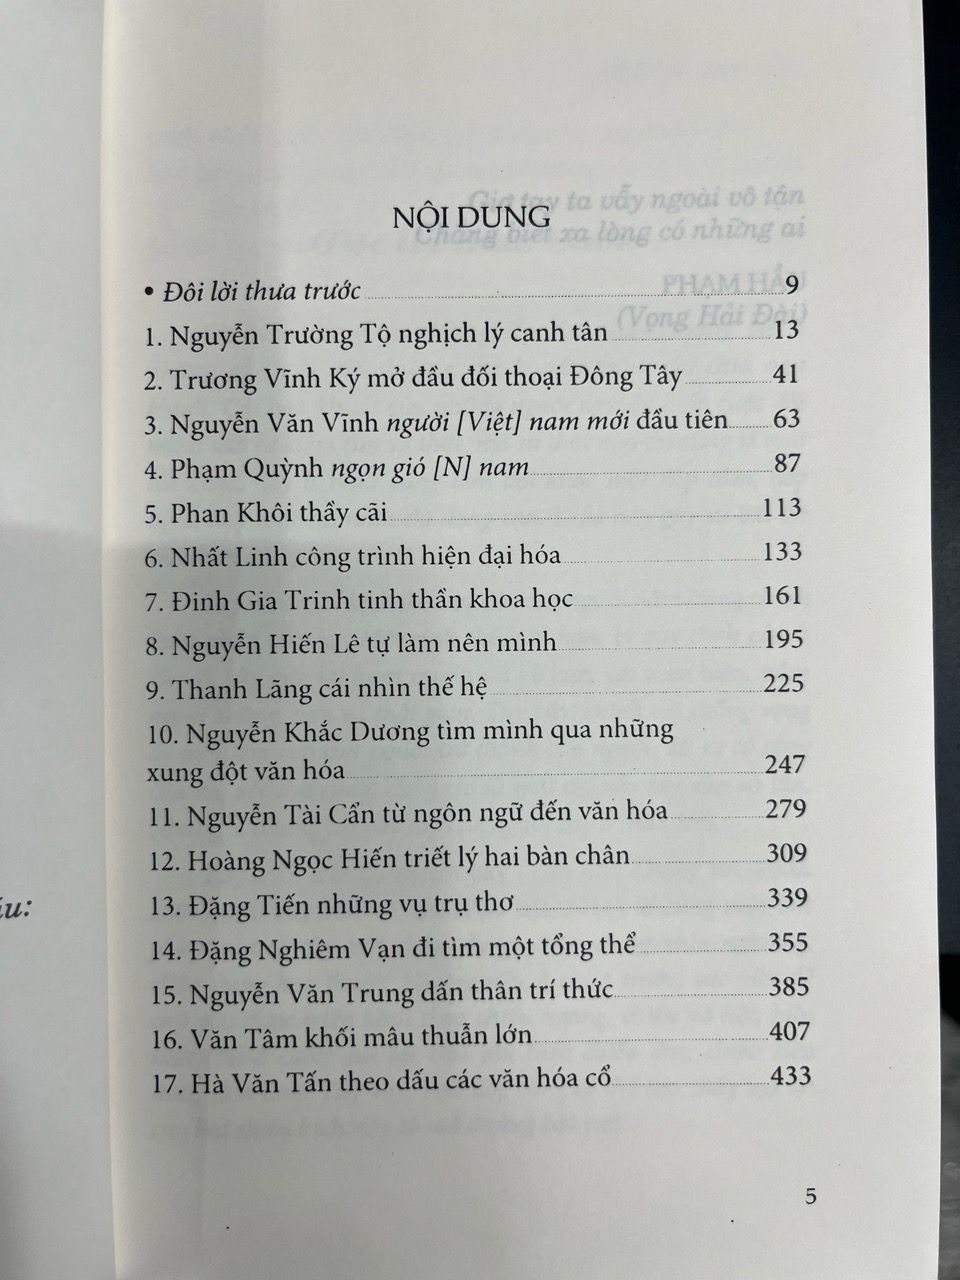 NỘI DUNG
• Đôi lời thưa trước 9
1. Nguyễn Trường Tộ nghịch lý canh tân 13
2. Trương Vĩnh Ký mở đầu đối thoại Đông Tây 41
3. Nguyễn Văn Vĩnh người [Việt] nam mới đầu tiên 63
4. Phạm Quỳnh ngọn gió [N] nam 87
5. Phan Khôi thầy cãi 113
6. Nhất Linh công trình hiện đại hóa 133
7. Đinh Gia Trinh tinh thần khoa học 161
8. Nguyễn Hiến Lê tự làm nên mình 195
9. Thanh Lãng cái nhìn thế hệ 225
10. Nguyễn Khắc Dương tìm mình qua những
xung đột văn hóa 247
11. Nguyễn Tài Cẩn từ ngôn ngữ đến văn hóa 279
12. Hoàng Ngọc Hiến triết lý hai bàn chân 309
13. Đặng Tiến những vụ trụ thơ 339
14. Đặng Nghiêm Vạn đi tìm một tổng thể 355
15. Nguyễn Văn Trung dấn thân trí thức 385
16. Văn Tâm khối mâu thuẫn lớn 407
17. Hà Văn Tấn theo dấu các văn hóa cổ 433
5